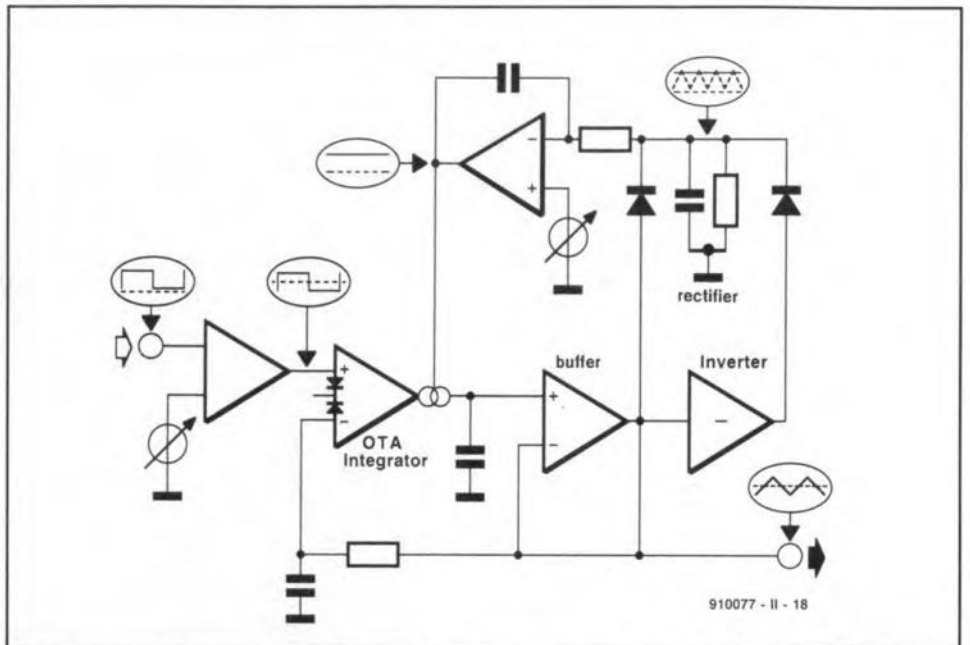 rectifier
buffer
Inverter
+
-
+
-
OTA
Integrator
+
-
-
910077 - II - 18